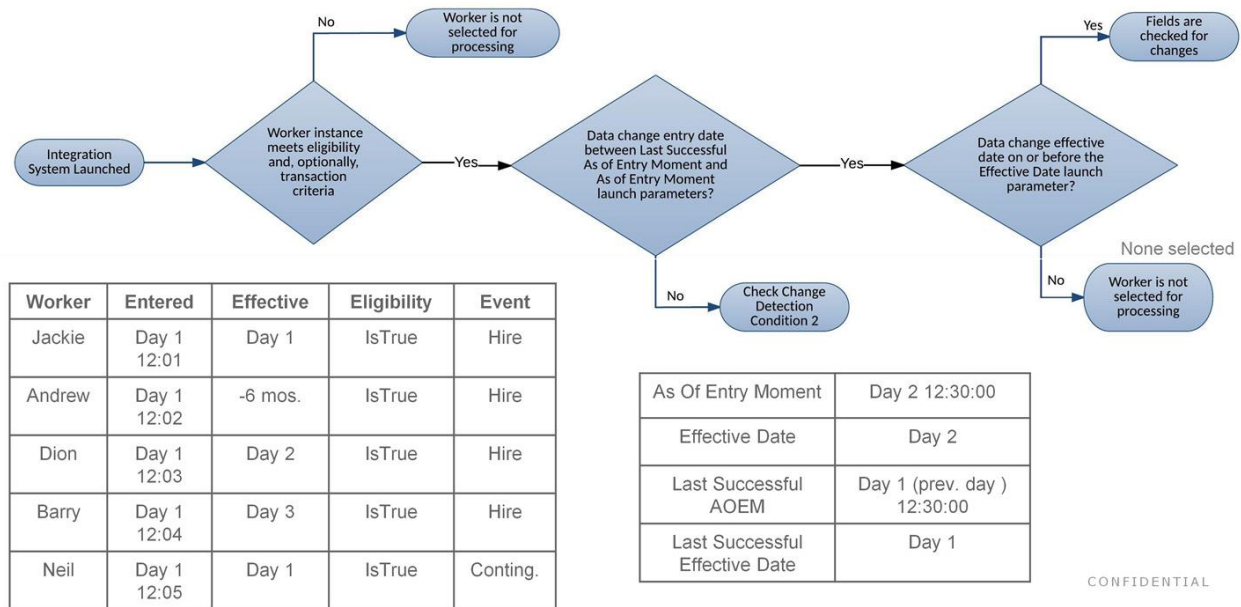 No
Worker is not
selected for
processing
Yes
Fields are
checked for
changes
Integration
System Launched
Worker instance
meets eligibility
and, optionally,
transaction
criteria
Yes
Data change entry date
between Last Successful
As of Entry Moment and
As of Entry Moment
launch parameters?
Yes
Data change effective
date on or before the
Effective Date launch
parameter?
None selected
No
Check Change
Detection
Condition 2
No
Worker is not
selected for
processing
Worker Entered Effective Eligibility Event
Jackie Day 1 Day 1 IsTrue Hire
12:01
Andrew Day 1 -6 mos. IsTrue Hire
12:02
Dion Day 1 Day 2 IsTrue Hire
12:03
Barry Day 1 Day 3 IsTrue Hire
12:04
Neil Day 1 Day 1 IsTrue Conting.
12:05
As Of Entry Moment Day 2 12:30:00
Effective Date Day 2
Last Successful Day 1 (prev. day )
AOEM 12:30:00
Last Successful Day 1
Effective Date
CONFIDENTIAL